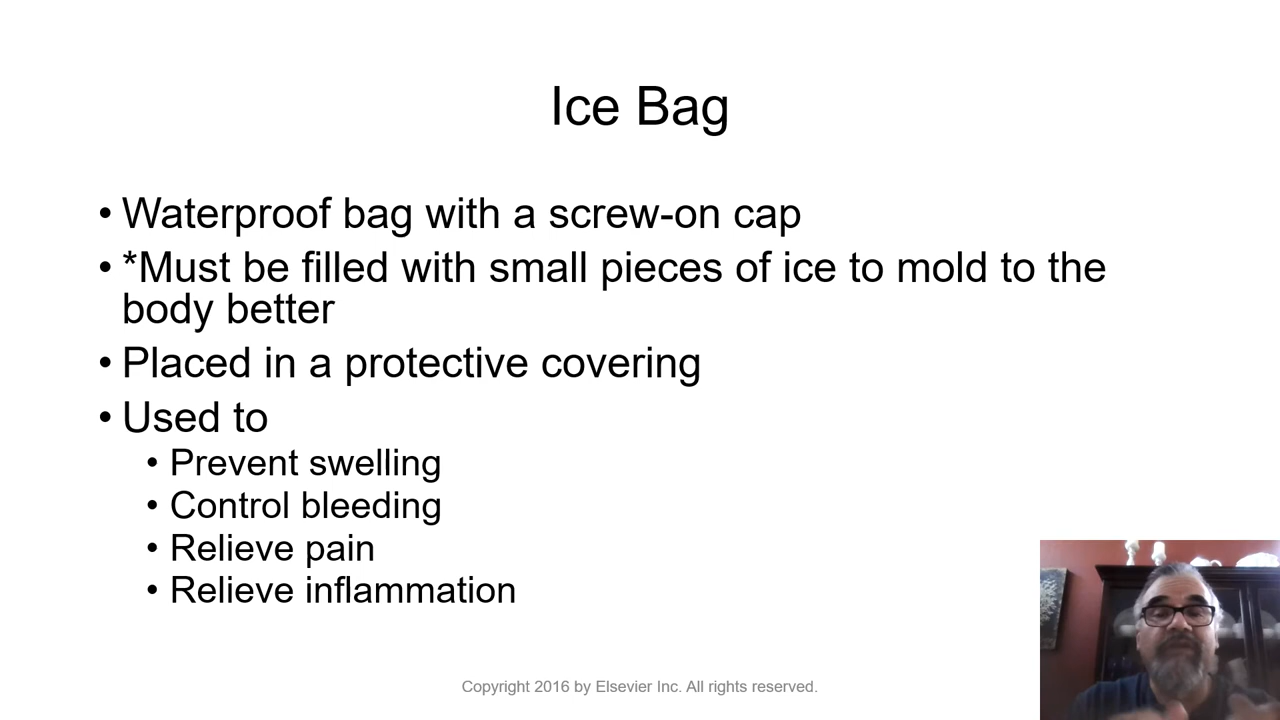 Ice Bag
• Waterproof bag with a screw-on cap
• *Must be filled with small pieces of ice to mold to the
body better
• Placed in a protective covering
• Used to
• Prevent swelling
• Control bleeding
• Relieve pain
• Relieve inflammation
Copyright 2016 by Elsevier Inc. All rights reserved.